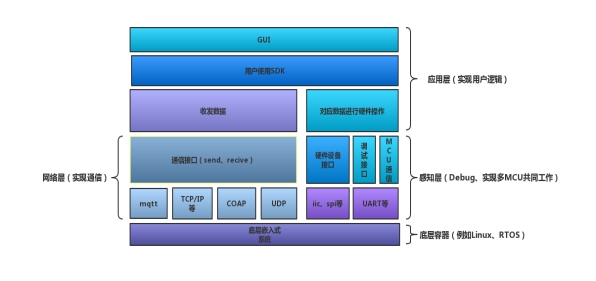 GUI
用户使用SDK
收发数据
对应数据进行硬件操作
应用层（实现用户逻辑）
通信接口（send、recive）
硬件设备
接口
调
试
接
口
M
C
U
通
信
网络层（实现通信）
感知层（Debug、实现多MCU共同工作）
mqtt
TCP/IP
等
COAP
UDP
iic、spi等
UART等
底层嵌入式
系统
底层容器（例如Linux、RTOS）